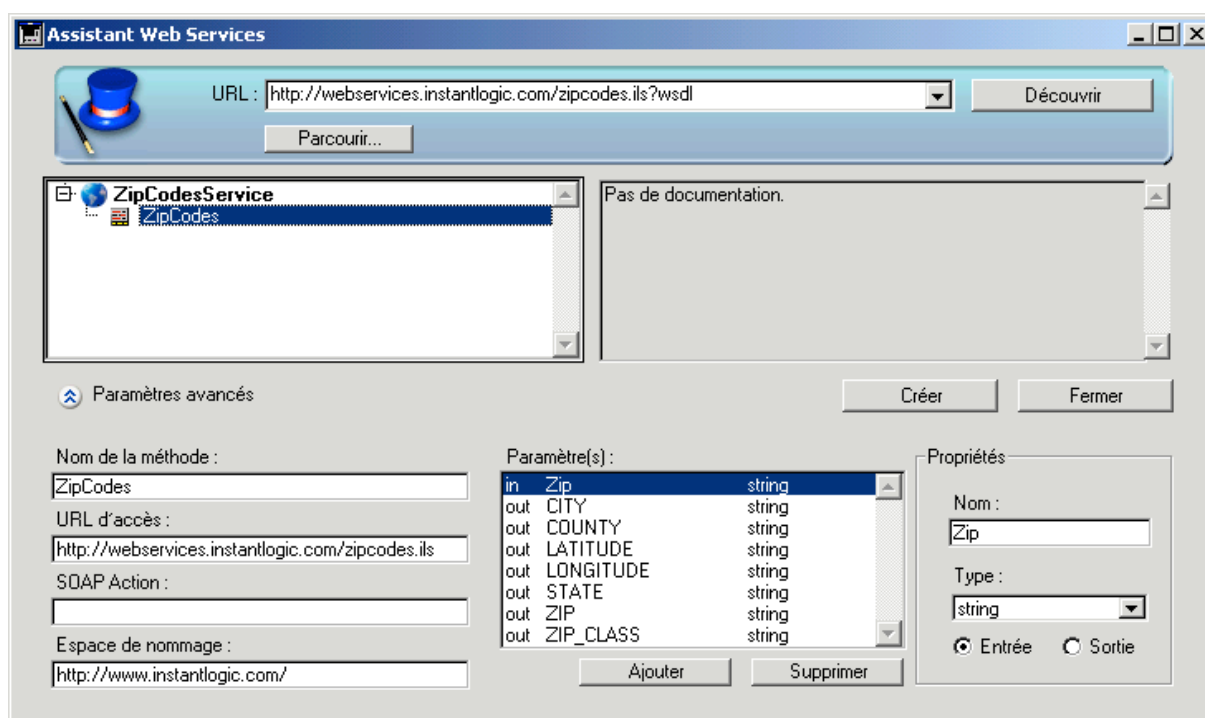 Assistant Web Services
URL : http://webservices.instantlogic.com/zipcodes.ils?wsdl Découvrir
Parcourir...
ZipCodesService
ZipCodes
Pas de documentation.
Paramètres avancés
Créer Fermer
Nom de la méthode :
ZipCodes
URL d'accès :
http://webservices.instantlogic.com/zipcodes.ils
SOAP Action :
Espace de nommage :
http://www.instantlogic.com/
Paramètre(s) :
in Zip string
out CITY string
out COUNTY string
out LATITUDE string
out LONGITUDE string
out STATE string
out ZIP string
out ZIP_CLASS string
Ajouter Supprimer
Propriétés
Nom :
Zip
Type :
string
Entrée Sortie